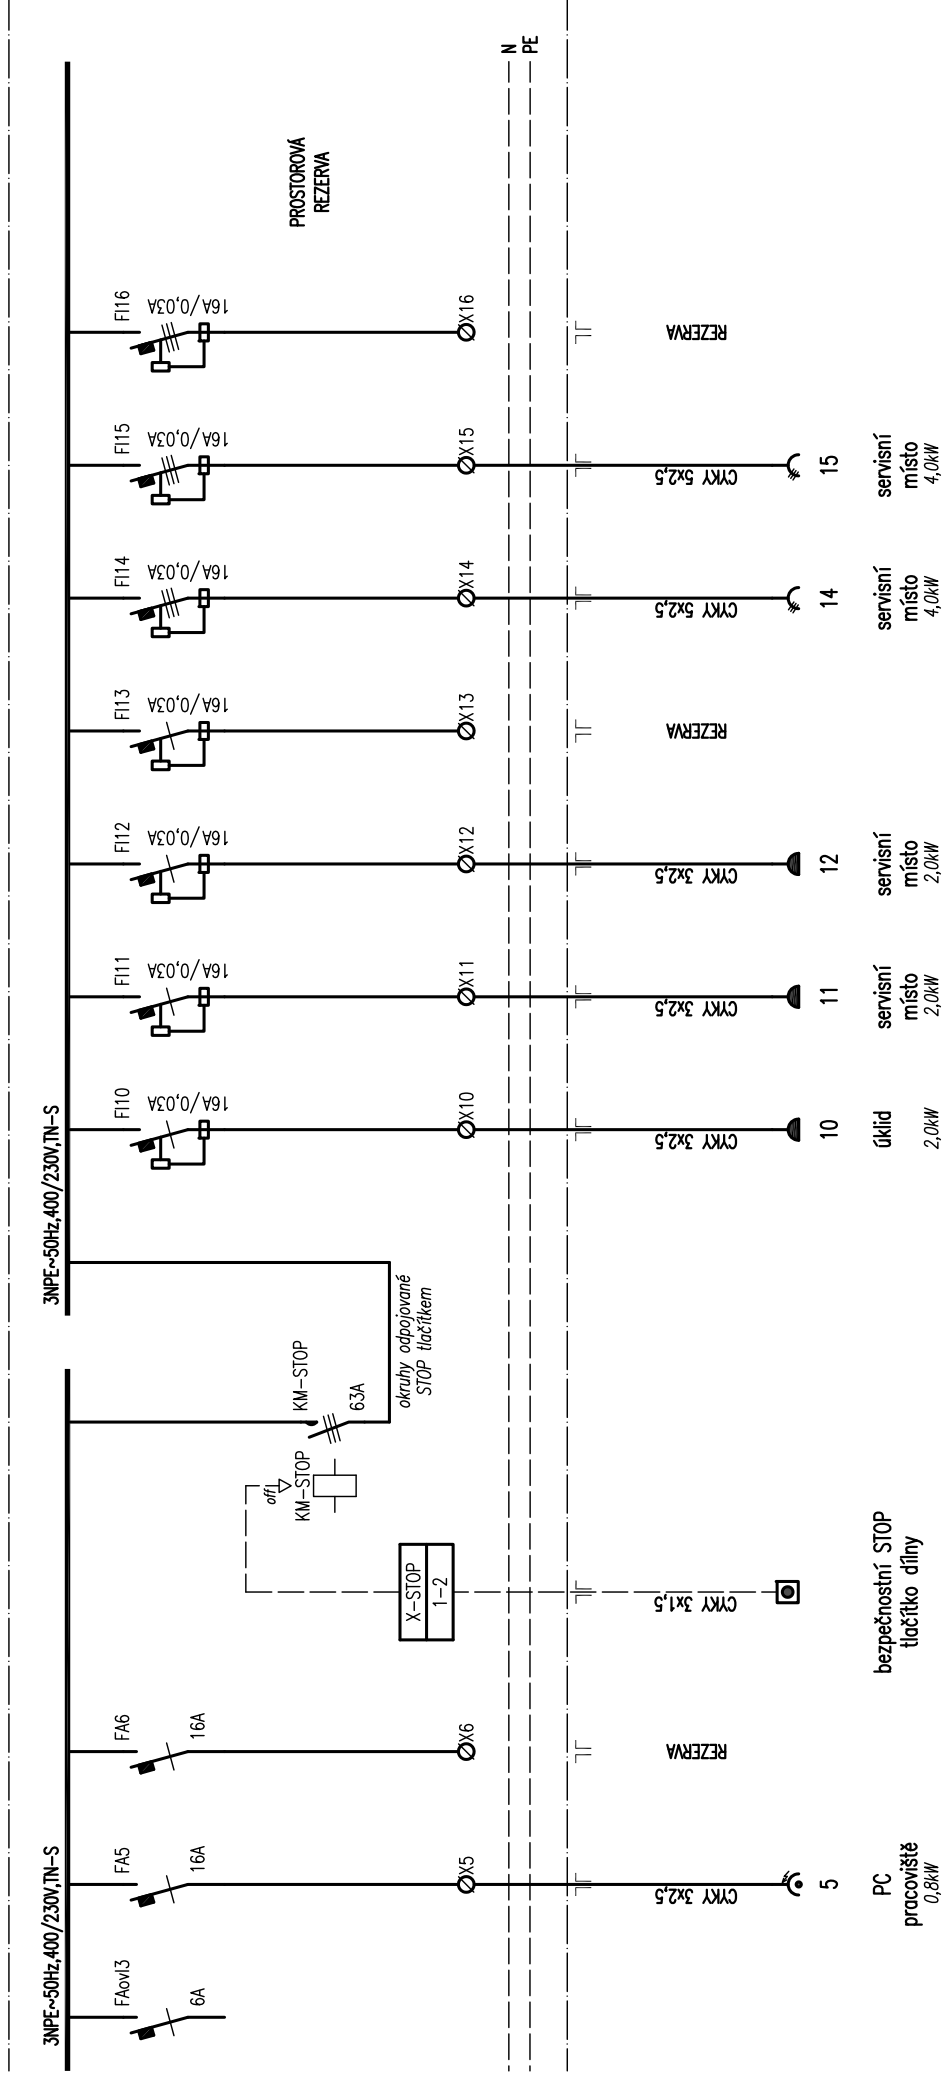 3NPE~50Hz,400/230V,TN-S
3NPE~50Hz,400/230V,TN-S
FAovl3
6A
FA5
16A
X5
CYKY 3x2,5
5
PC
pracoviště
0,8kW
FA6
16A
X6
REZERVA
X-STOP
1-2
CYKY 3x1,5
bezpečnostní STOP
tlačítko dílny
off
KM-STOP
KM-STOP
63A
okruhy odpojované
STOP tlačítkem
FI10
16A/0,03A
X10
CYKY 3x2,5
10
úklid
2,0kW
FI11
16A/0,03A
X11
CYKY 3x2,5
11
servisní
místo
2,0kW
FI12
16A/0,03A
X12
CYKY 3x2,5
12
servisní
místo
2,0kW
FI13
16A/0,03A
X13
REZERVA
FI14
16A/0,03A
X14
CYKY 5x2,5
14
servisní
místo
4,0kW
FI15
16A/0,03A
X15
CYKY 5x2,5
15
servisní
místo
4,0kW
FI16
16A/0,03A
X16
REZERVA
PROSTOROVÁ
REZERVA
N
PE